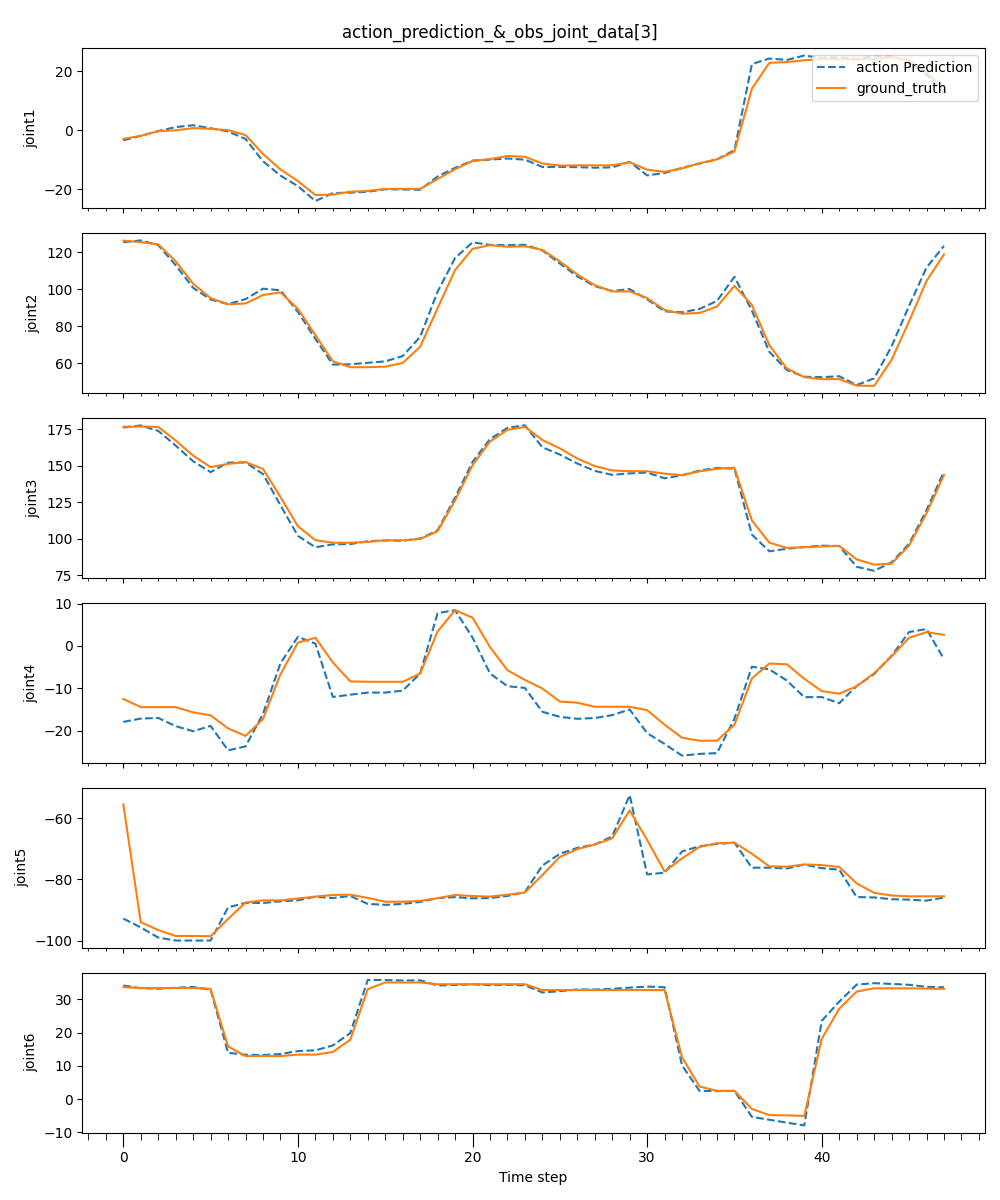 action_prediction_&_obs_joint_data[3]
20
0
−20
joint1
action Prediction
ground_truth
120
100
80
60
joint2
175
150
125
100
75
joint3
10
0
−10
−20
joint4
−60
−80
−100
joint5
30
20
10
0
−10
joint6
0 10 20 30 40
Time step